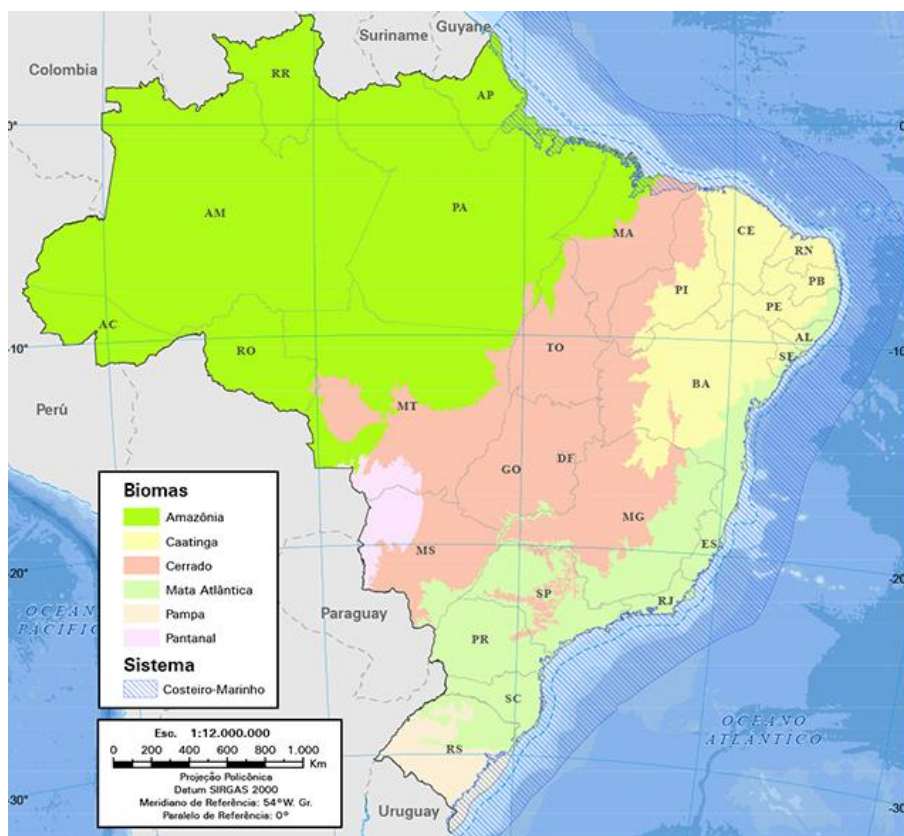 Suriname
Guyane
Colombia
RR
AP
0°
0
AM
PA
MA
CE
RN
PB
PI
PE
AC
AL
-10°
-10
SE
RO
TO
BA
Perú
MT
GO
DF
MG
ES
MS
-20°
-20
SP
RJ
Paraguay
OCEANO
PACÍFICO
PR
SC
OCEANO
ATLÂNTICO
RS
Uruguay
-30°
-30
Biomas
Amazônia
Caatinga
Cerrado
Mata Atlântica
Pampa
Pantanal
Sistema
Costeiro-Marinho
Esc. 1:12.000.000
0 200 400 600 800 1.000
Km
Projeção Policônica
Datum SIRGAS 2000
Meridiano de Referência: 54° W. Gr.
Paralelo de Referência: 0°